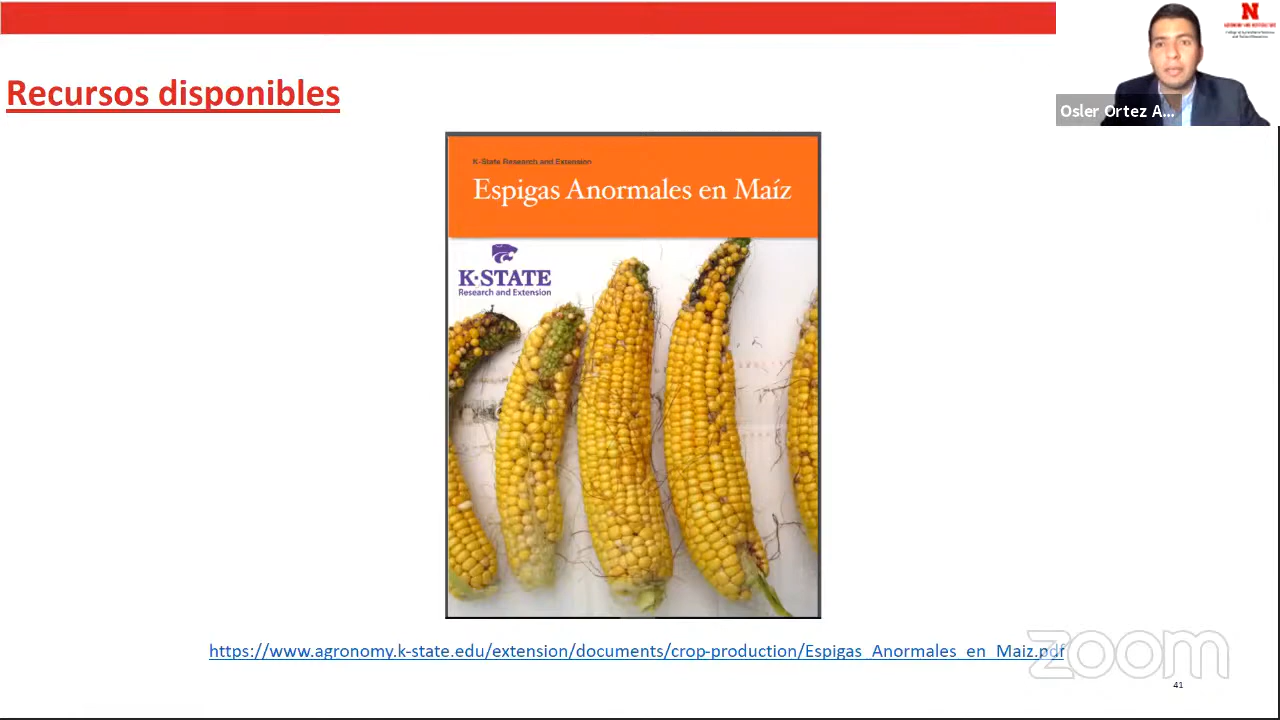 N
Recursos disponibles
Osler Ortez A...
K-State Research and Extension
Espigas Anormales en Maíz
K-STATE
Research and Extension
https://www.agronomy.k-state.edu/extension/documents/crop-production/Espigas_Anormales_en_Maiz.pdf
zoom
41